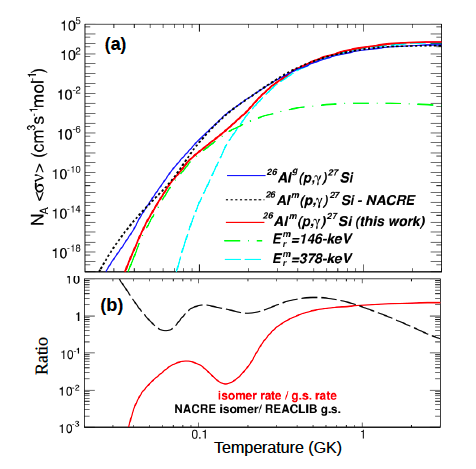 10^5
(a)
10^-2
10^-6
10^-10
10^-14
10^-18
N_A <σv> (cm^3s^-1mol^-1)
^26Al^g(p,γ)^27Si
^26Al^m(p,γ)^27Si - NACRE
^26Al^m(p,γ)^27Si (this work)
E_r^m=146-keV
E_r^m=378-keV
10
(b)
1
10^-1
10^-2
10^-3
Ratio
isomer rate / g.s. rate
NACRE isomer/ REACLIB g.s.
0.1
1
Temperature (GK)